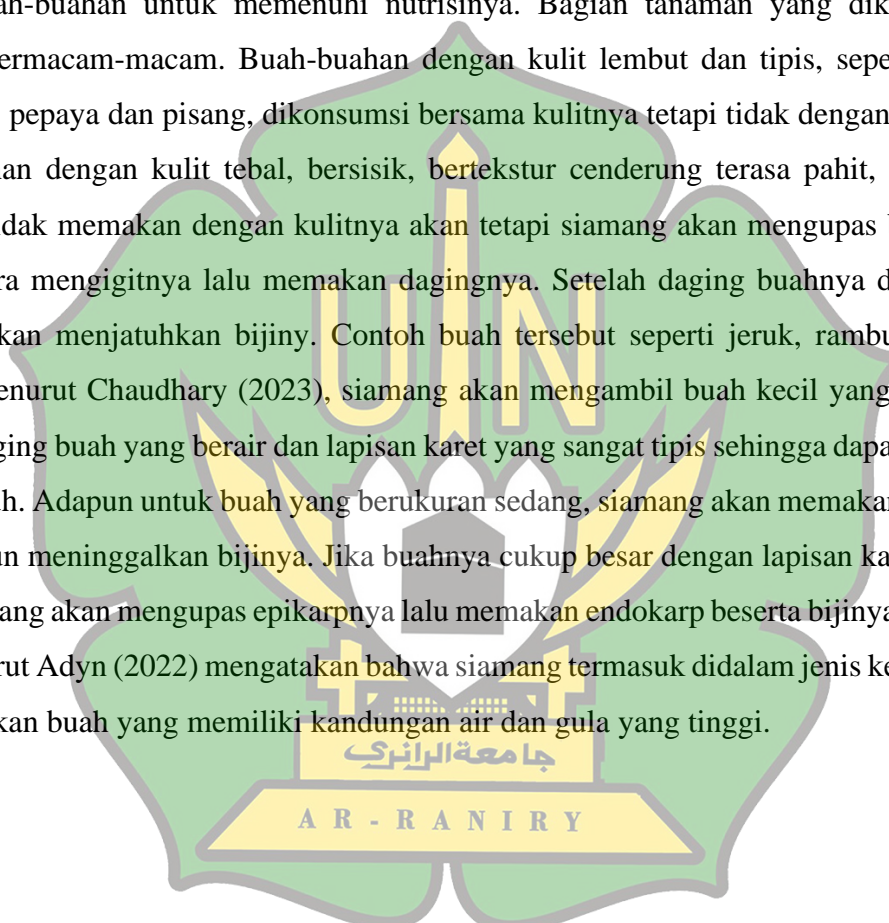 ah-buahan untuk memenuhi nutrisinya. Bagian tanaman yang dik
ermacam-macam. Buah-buahan dengan kulit lembut dan tipis, sepe
pepaya dan pisang, dikonsumsi bersama kulitnya tetapi tidak dengan
an dengan kulit tebal, bersisik, bertekstur cenderung terasa pahit,
idak memakan dengan kulitnya akan tetapi siamang akan mengupas
ra mengigitnya lalu memakan dagingnya. Setelah daging buahnya d
kan menjatuhkan bijiny. Contoh buah tersebut seperti jeruk, rambu
enurut Chaudhary (2023), siamang akan mengambil buah kecil yang
ging buah yang berair dan lapisan karet yang sangat tipis sehingga dapa
h. Adapun untuk buah yang berukuran sedang, siamang akan memakan
un meninggalkan bijinya. Jika buahnya cukup besar dengan lapisan ka
ang akan mengupas epikarpnya lalu memakan endokarp beserta bijinya
rut Adyn (2022) mengatakan bahwa siamang termasuk didalam jenis ke
kan buah yang memiliki kandungan air dan gula yang tinggi.
UIN
جامعة الرانري
AR-RANIRY